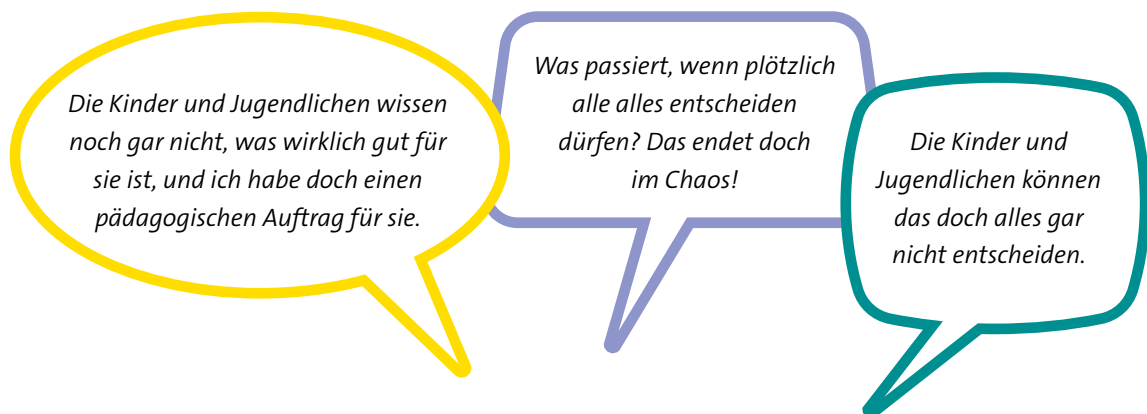 Die Kinder und Jugendlichen wissen
noch gar nicht, was wirklich gut für
sie ist, und ich habe doch einen
pädagogischen Auftrag für sie.
Was passiert, wenn plötzlich
alle alles entscheiden
dürfen? Das endet doch
im Chaos!
Die Kinder und
Jugendlichen können
das doch alles gar
nicht entscheiden.